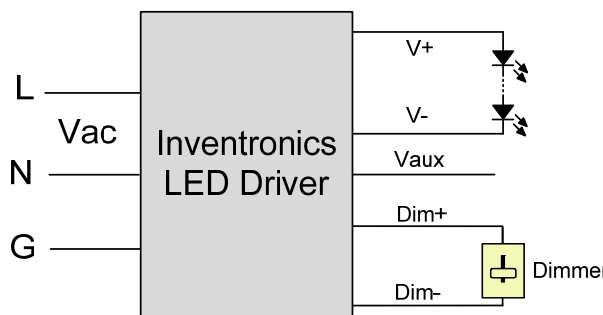 L
Vac
N
G
Inventronics
LED Driver
V+
V-
Vaux
Dim+
Dim-
Dimmer